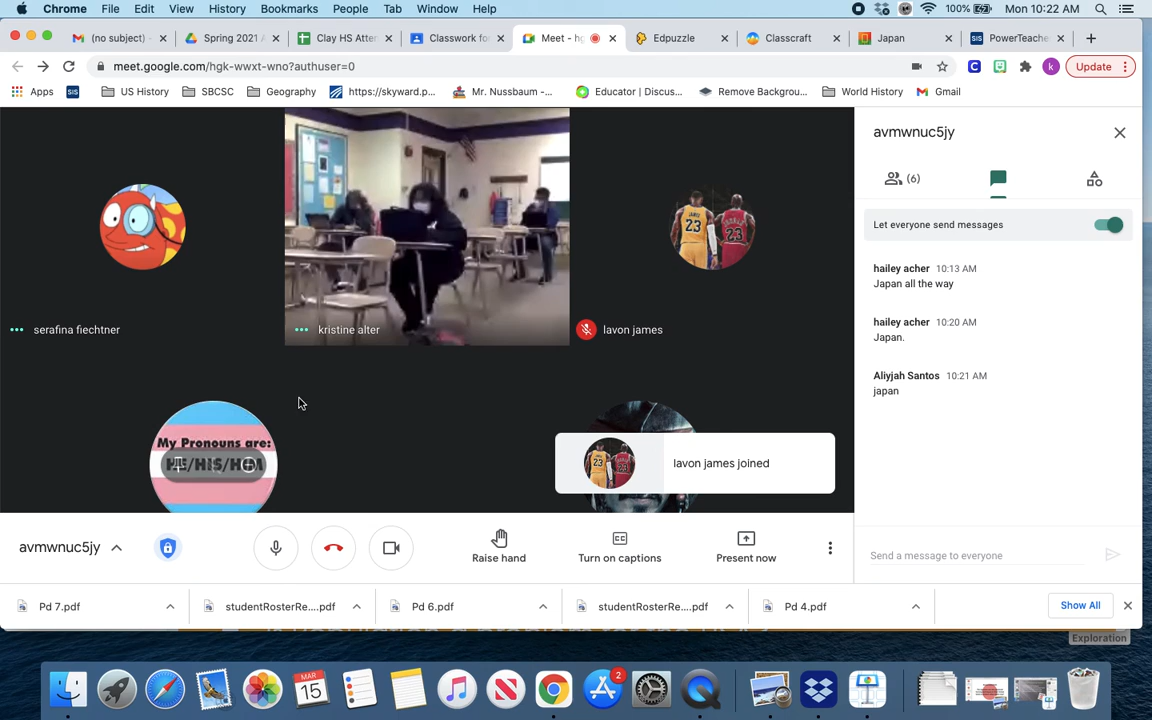 Chrome File Edit View History Bookmarks People Tab Window Help 100% Mon 10:22 AM
(no subject) Spring 2021 Clay HS Atter Classwork fo Meet - hg Edpuzzle Classcraft Japan PowerTeache
meet.google.com/hgk-wwxt-wno?authuser=0 k Update
Apps SIS US History SBCSC Geography https://skyward.p... Mr. Nussbaum -... Educator | Discus... Remove Backgrou... World History Gmail
avmwnuc5jy
(6)
Let everyone send messages
hailey acher 10:13 AM
Japan all the way
hailey acher 10:20 AM
Japan.
Aliyjah Santos 10:21 AM
japan
23 23
serafina fiechtner kristine alter lavon james
My Pronouns are:
HE/HIS/HIM
lavon james joined
avmwnuc5jy
Raise hand Turn on captions Present now
Send a message to everyone
Pd 7.pdf studentRosterRe....pdf Pd 6.pdf studentRosterRe....pdf Pd 4.pdf Show All
Exploration
MAR
15
2